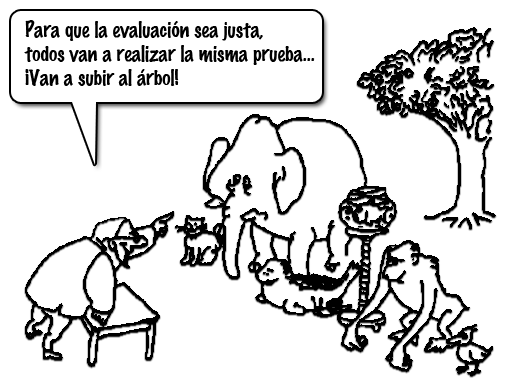 Para que la evaluación sea justa,
todos van a realizar la misma prueba...
¡Van a subir al árbol!